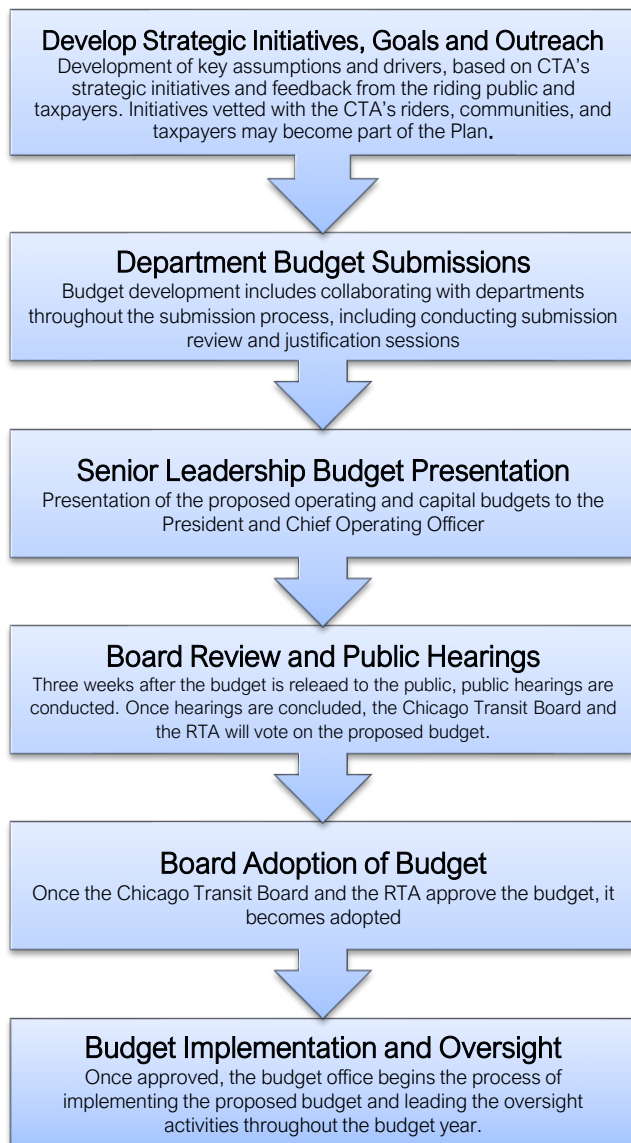 Develop Strategic Initiatives, Goals and Outreach
Development of key assumptions and drivers, based on CTA's
strategic initiatives and feedback from the riding public and
taxpayers. Initiatives vetted with the CTA's riders, communities, and
taxpayers may become part of the Plan.
Department Budget Submissions
Budget development includes collaborating with departments
throughout the submission process, including conducting submission
review and justification sessions
Senior Leadership Budget Presentation
Presentation of the proposed operating and capital budgets to the
President and Chief Operating Officer
Board Review and Public Hearings
Three weeks after the budget is releaed to the public, public hearings are
conducted. Once hearings are concluded, the Chicago Transit Board and
the RTA will vote on the proposed budget.
Board Adoption of Budget
Once the Chicago Transit Board and the RTA approve the budget, it
becomes adopted
Budget Implementation and Oversight
Once approved, the budget office begins the process of
implementing the proposed budget and leading the oversight
activities throughout the budget year.